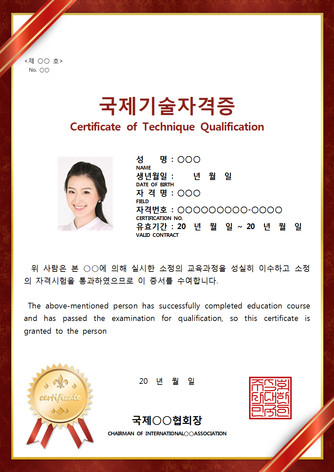 <제 ○○ 호>
No. ○○
국제기술자격증
Certificate of Technique Qualification
성 명 : ○○○
NAME
생년월일 : 년 월 일
DATE OF BIRTH
자 격 명 : ○○○
FIELD
자격번호 : ○○○○○○○○○-○○○○
CERTIFICATION NO.
유효기간 : 20 년 월 일 ~ 20 년 월 일
VALID CONTRACT
위 사람은 본 ○○에 의해 실시한 소정의 교육과정을 성실히 이수하고 소정
의 자격시험을 통과하였으므로 이 증서를 수여합니다.
The above-mentioned person has successfully completed education course
and has passed the examination for qualification, so this certificate is
granted to the person
20 년 월 일
certificate
국제○○협회장
CHAIRMAN OF INTERNATIONAL○○ASSOCIATION